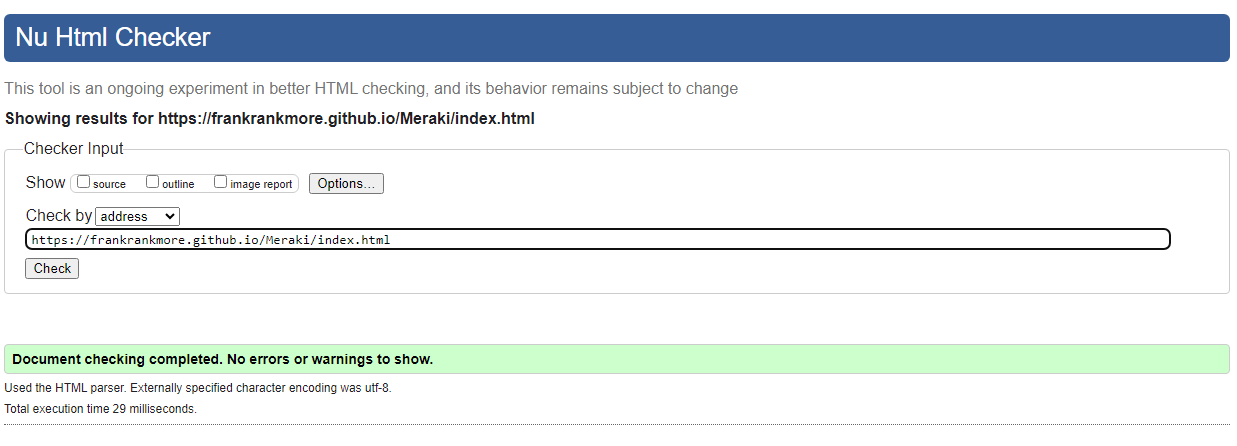 Nu Html Checker
This tool is an ongoing experiment in better HTML checking, and its behavior remains subject to change
Showing results for https://frankrankmore.github.io/Meraki/index.html
Checker Input
Show source outline image report Options...
Check by address
https://frankrankmore.github.io/Meraki/index.html
Check
Document checking completed. No errors or warnings to show.
Used the HTML parser. Externally specified character encoding was utf-8.
Total execution time 29 milliseconds.